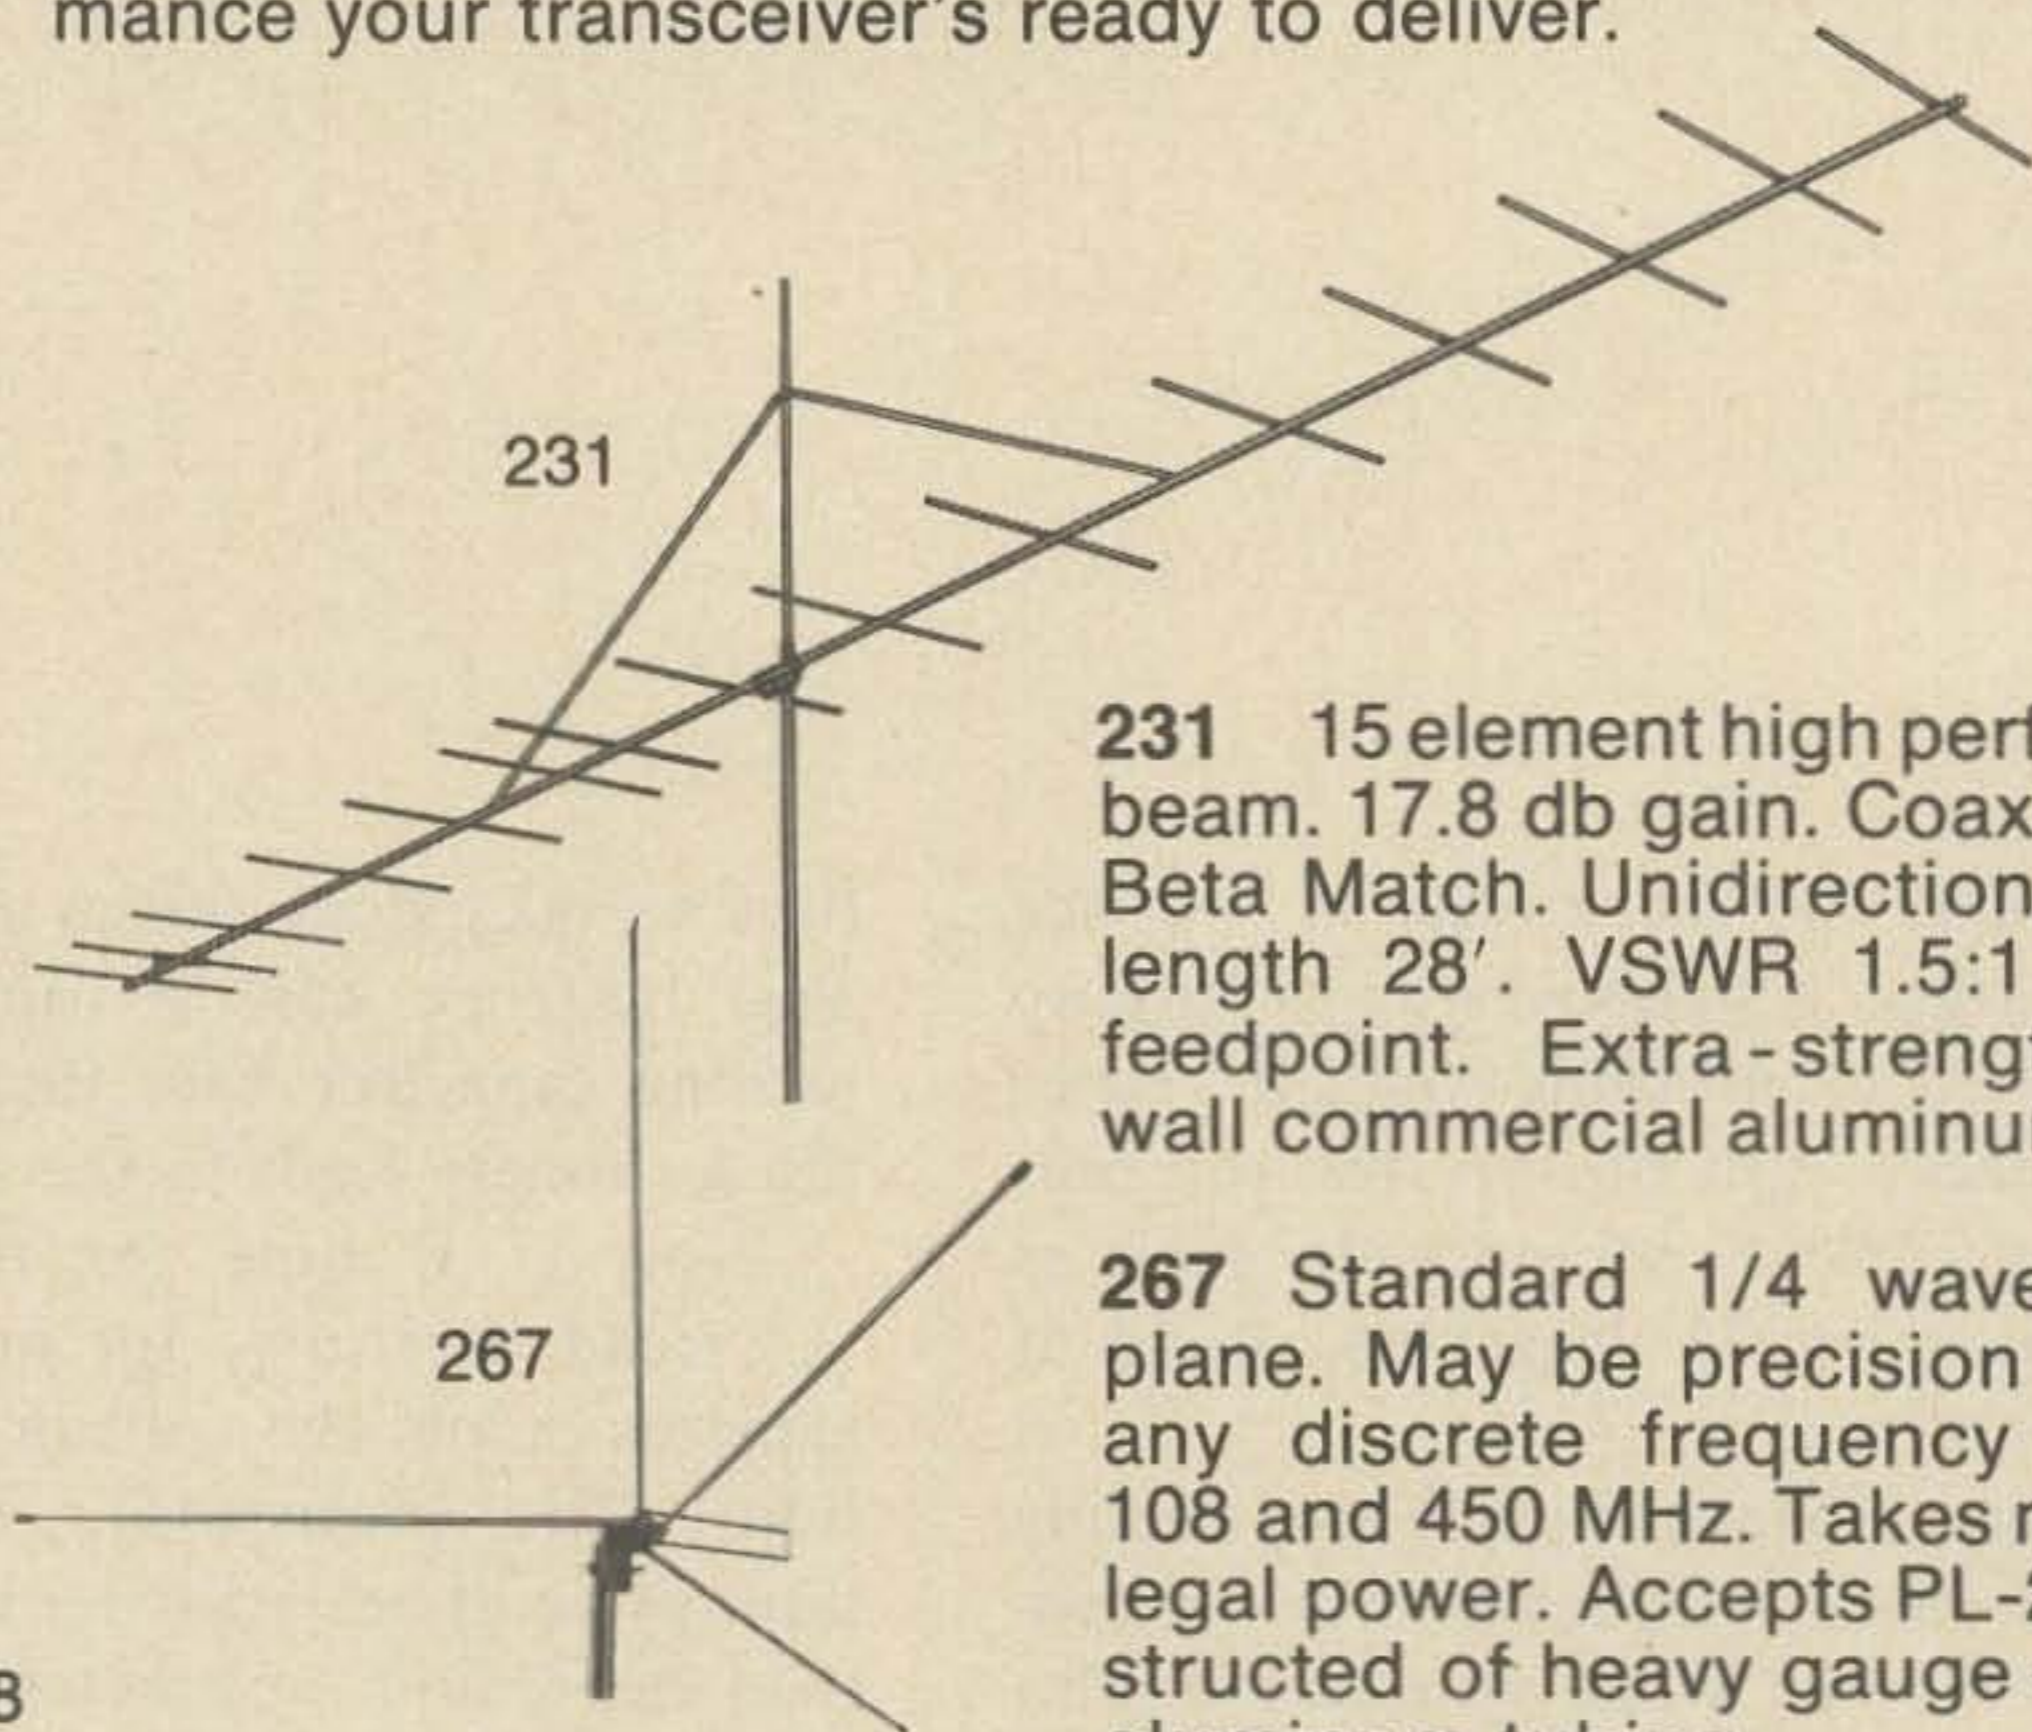 mance your transceiver's ready to deliver.
231
231 15 element high perf
beam. 17.8 db gain. Coax
Beta Match. Unidirection
length 28′. VSWR 1.5:1
feedpoint. Extra-strengt
wall commercial aluminu
267
267 Standard 1/4 wave
plane. May be precision
any discrete frequency
108 and 450 MHz. Takes
legal power. Accepts PL-2
structed of heavy gauge
8